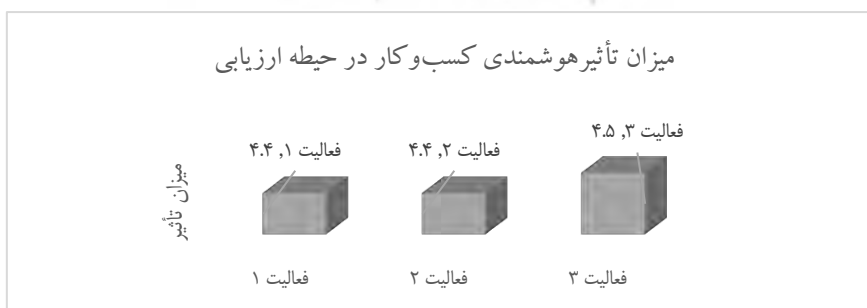 میزان تأثیرهوشمندی کسب‌وکار در حیطه ارزیابی
فعالیت ۳, ۴.۵
فعالیت ۲, ۴.۴
فعالیت ۱, ۴.۴
میزان تأثیر
فعالیت ۳
فعالیت ۲
فعالیت ۱